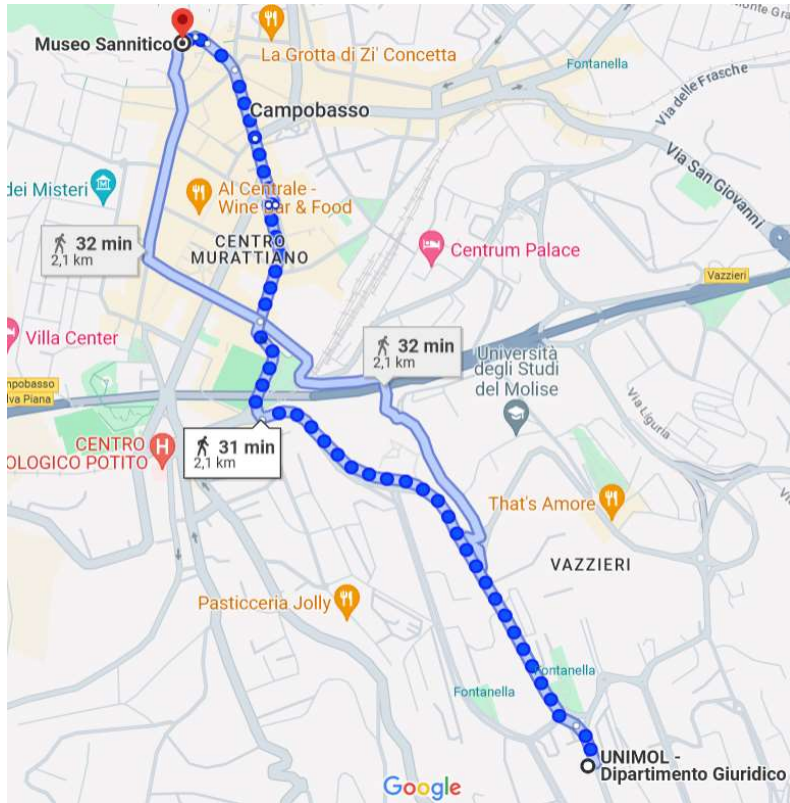 Museo Sannitico
La Grotta di Zi' Concetta
Fontanella
Via delle Frasche
Campobasso
Via San Giovanni
dei Misteri
Al Centrale -
Wine Bar & Food
32 min
2,1 km
CENTRO
MURATTIANO
Centrum Palace
Vazzieri
Villa Center
32 min
2,1 km
Università
degli Studi
del Molise
mpobasso
lva Piana
Via Liguria
CENTRO
OLOGICO POTITO
H
31 min
2,1 km
That's Amore
VAZZIERI
Pasticceria Jolly
Fontanella
Fontanella
UNIMOL -
Dipartimento Giuridico
Google